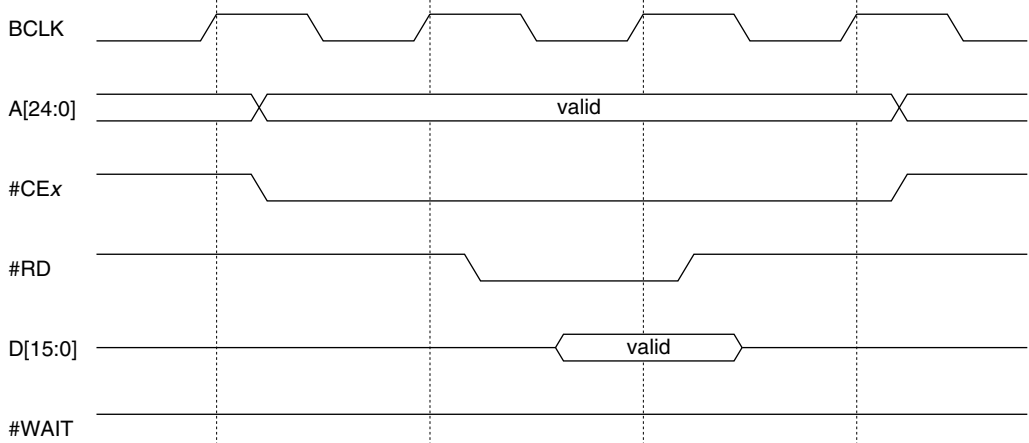 BCLK
A[24:0] valid
#CEx
#RD
D[15:0] valid
#WAIT